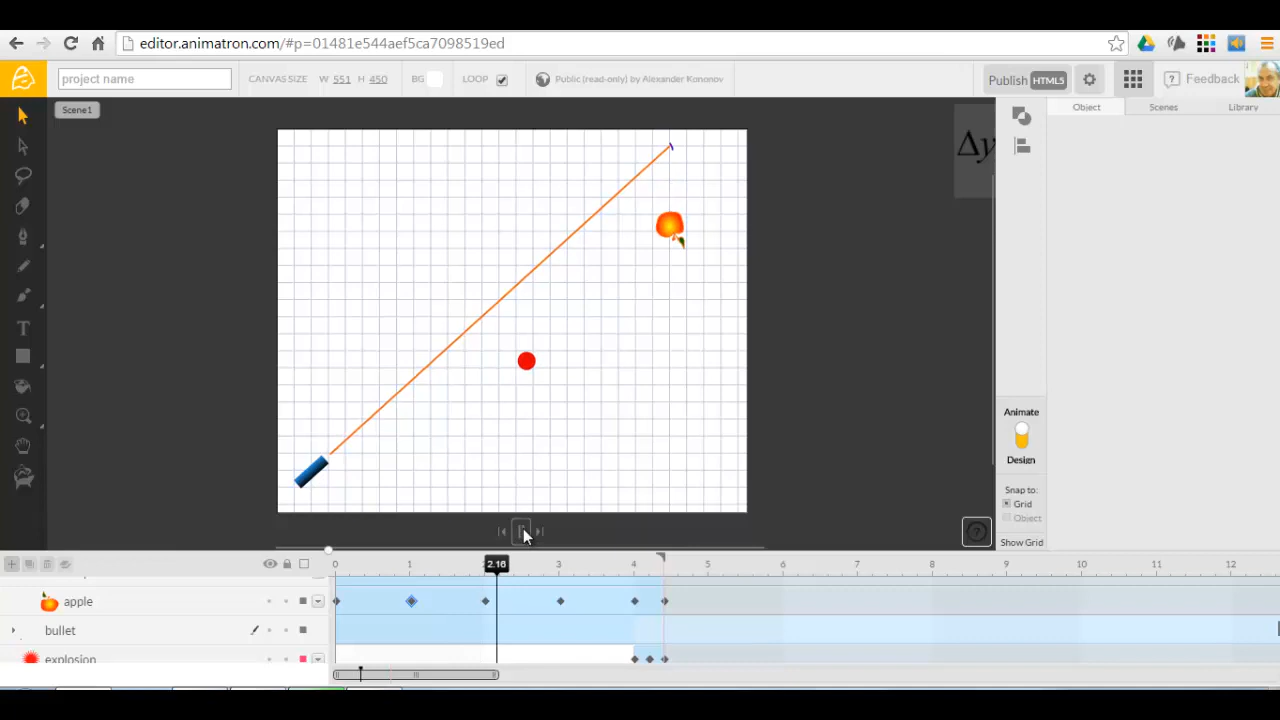 editor.animatron.com/#p=01481e544aef5ca7098519ed
project name
CANVAS SIZE W 551 H 450 BG LOOP Public (read-only) by Alexander Kononov
Publish HTML5 Feedback
Scene1
Object Scenes Library
Δy
Animate
Design
Snap to:
Grid
Object
Show Grid
?
2.16
0 1 3 4 5 6 7 8 9 10 11 12
apple
bullet
explosion